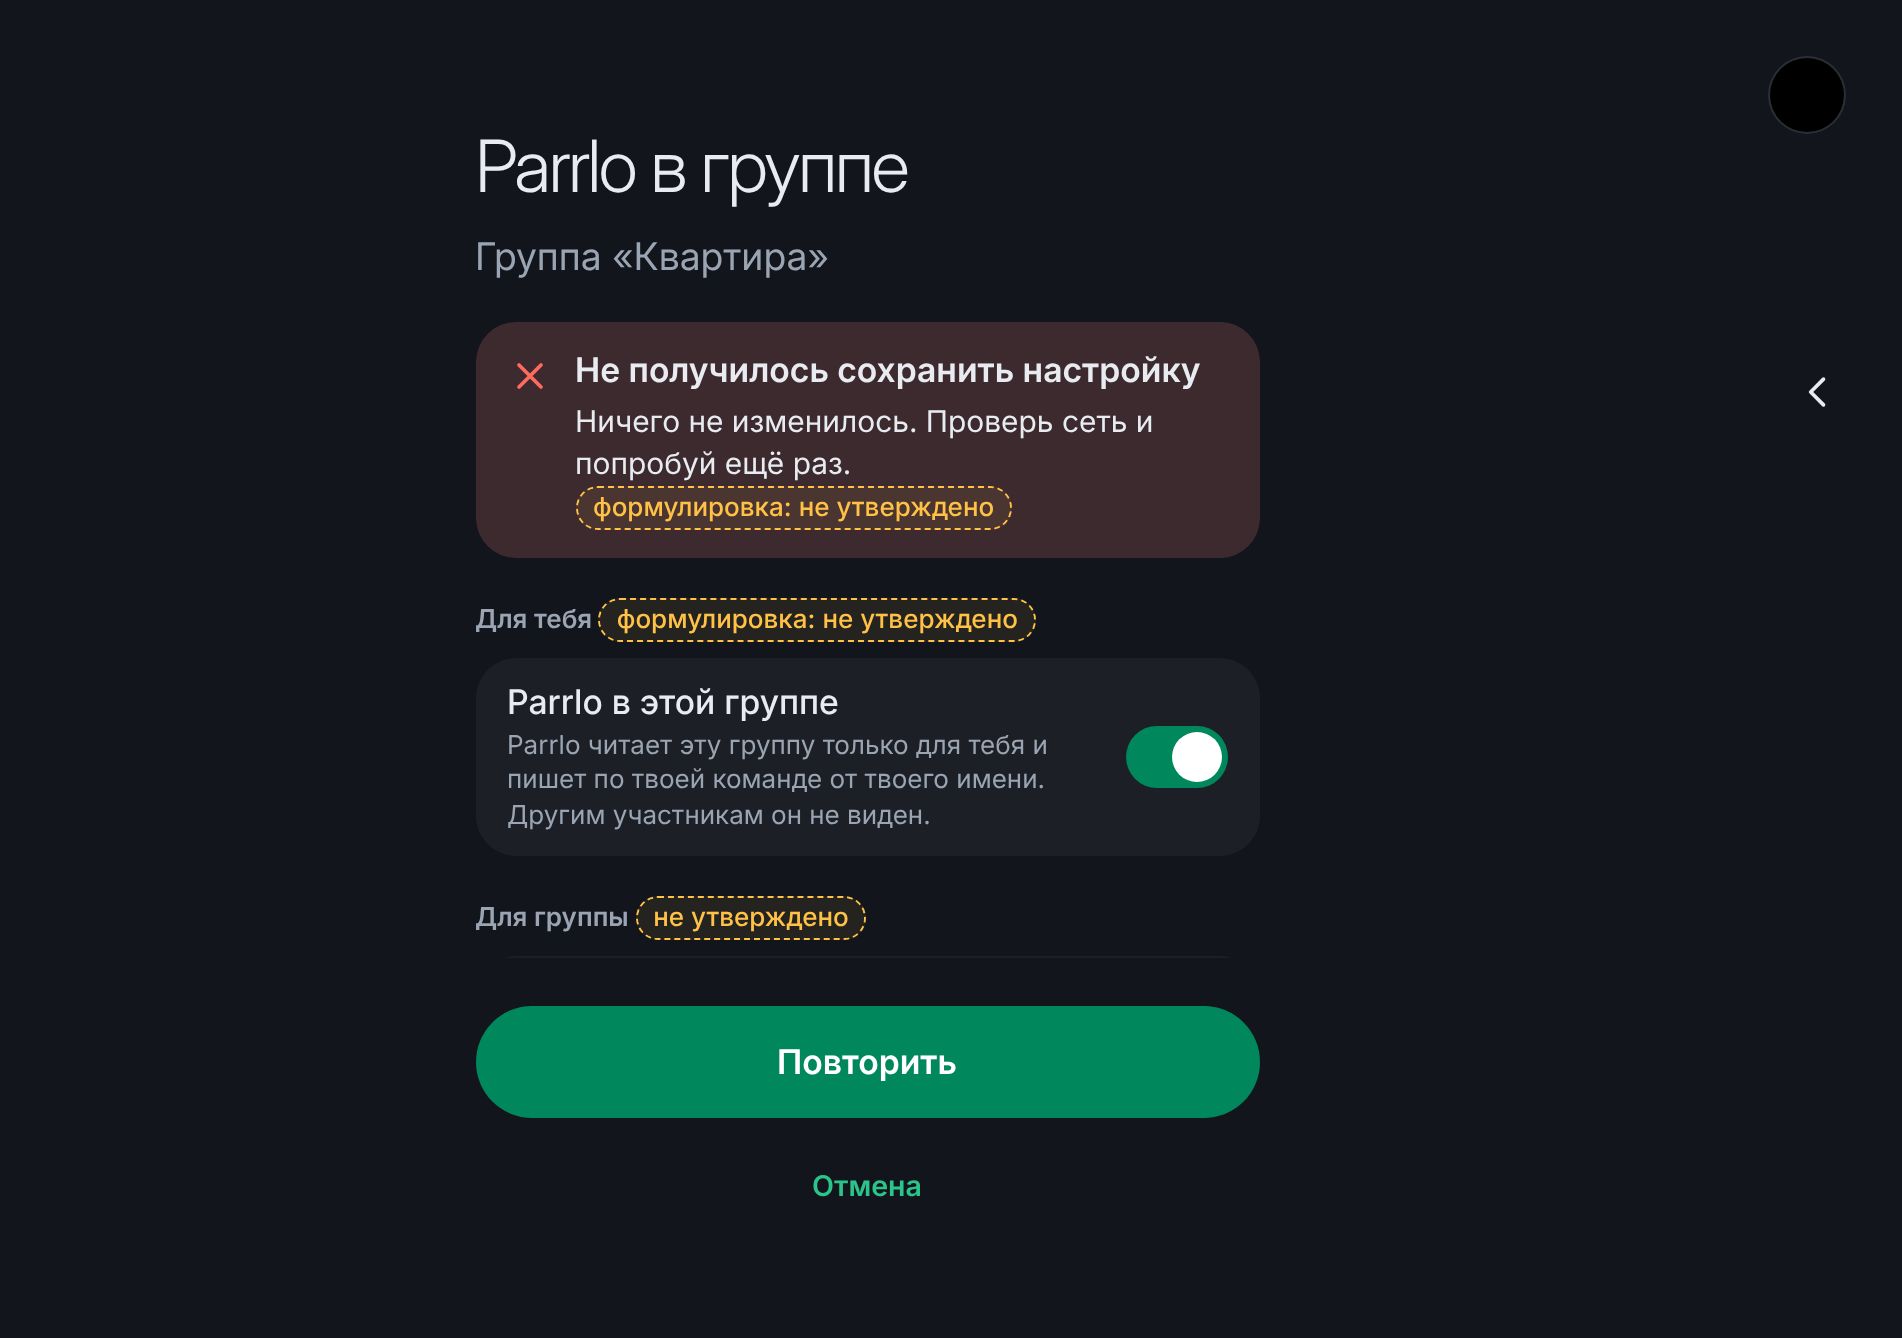 Parrlo в группе
Группа «Квартира»
Не получилось сохранить настройку
Ничего не изменилось. Проверь сеть и
попробуй ещё раз.
формулировка: не утверждено
Для тебя формулировка: не утверждено
Parrlo в этой группе
Parrlo читает эту группу только для тебя и
пишет по твоей команде от твоего имени.
Другим участникам он не виден.
Для группы не утверждено
Повторить
Отмена